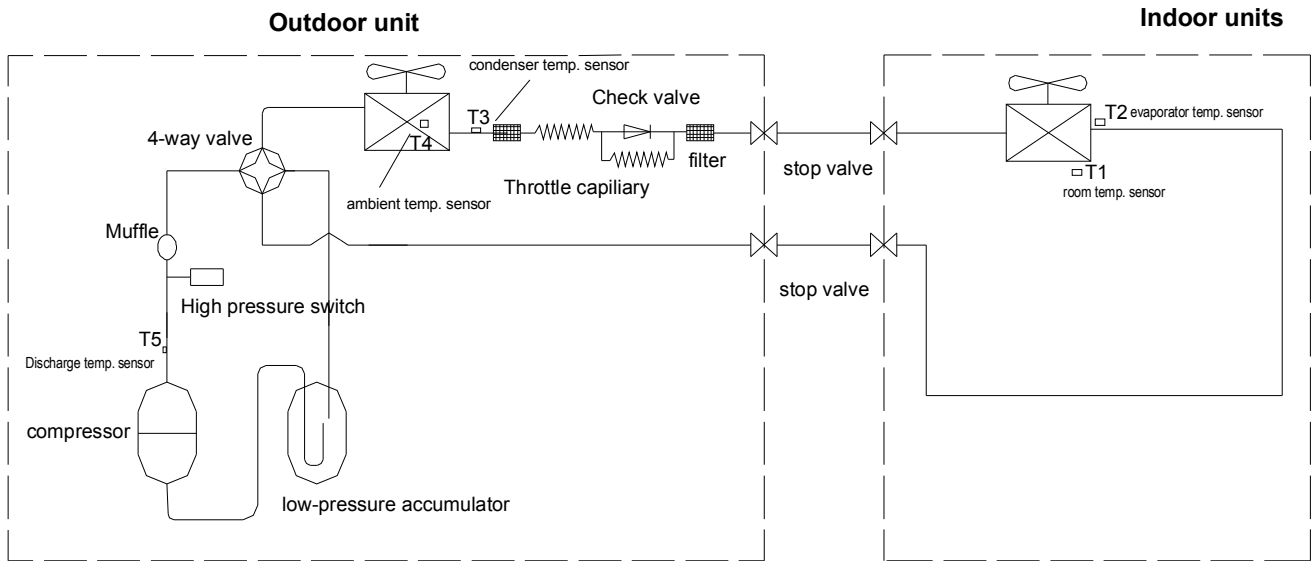 Outdoor unit
Indoor units
condenser temp. sensor
Check valve
T3
T2 evaporator temp. sensor
4-way valve
T4
filter
stop valve
T1
Throttle capiliary
room temp. sensor
ambient temp. sensor
Muffle
stop valve
High pressure switch
T5
Discharge temp. sensor
compressor
low-pressure accumulator